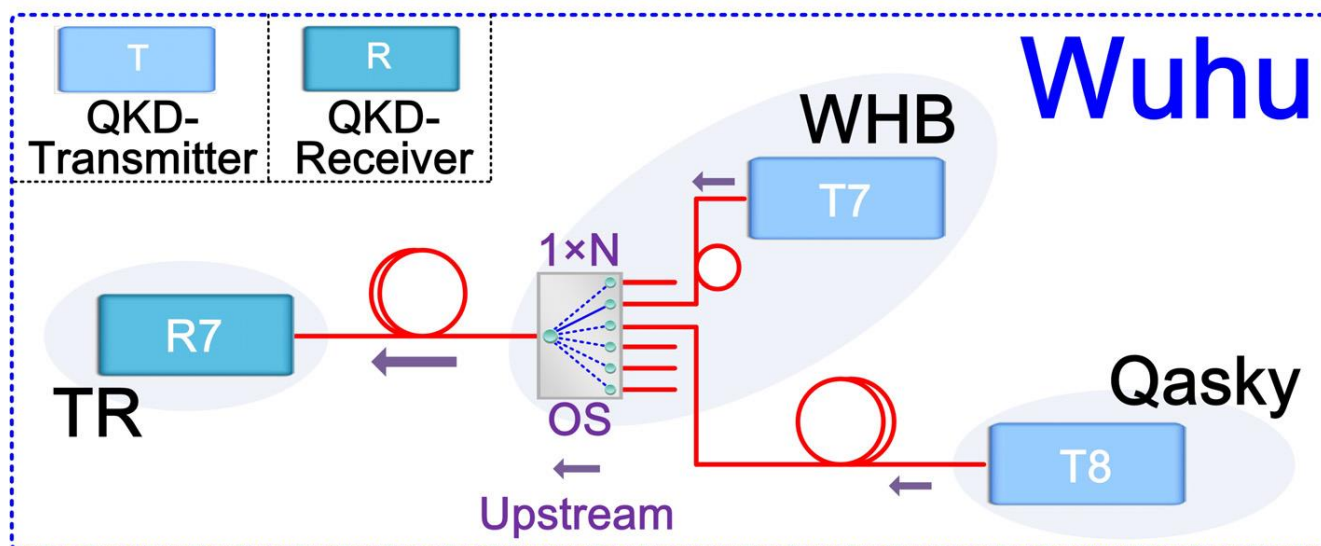 T
QKD-
Transmitter
R
QKD-
Receiver
Wuhu
WHB
T7
1×N
R7
TR
OS
Upstream
Qasky
T8